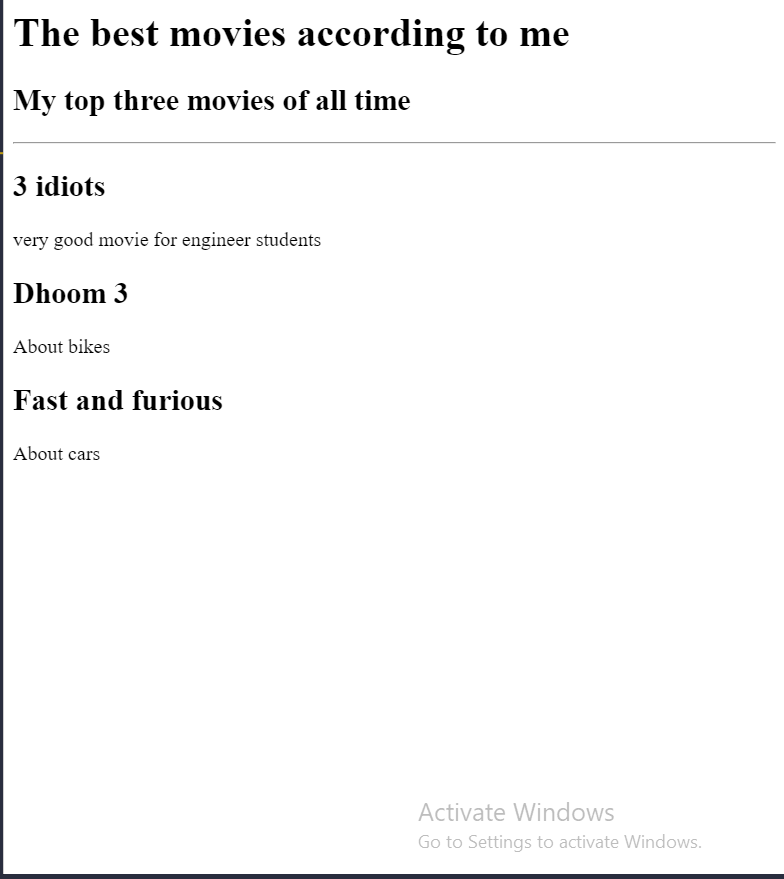 The best movies according to me
My top three movies of all time
3 idiots
very good movie for engineer students
Dhoom 3
About bikes
Fast and furious
About cars
Activate Windows
Go to Settings to activate Windows.